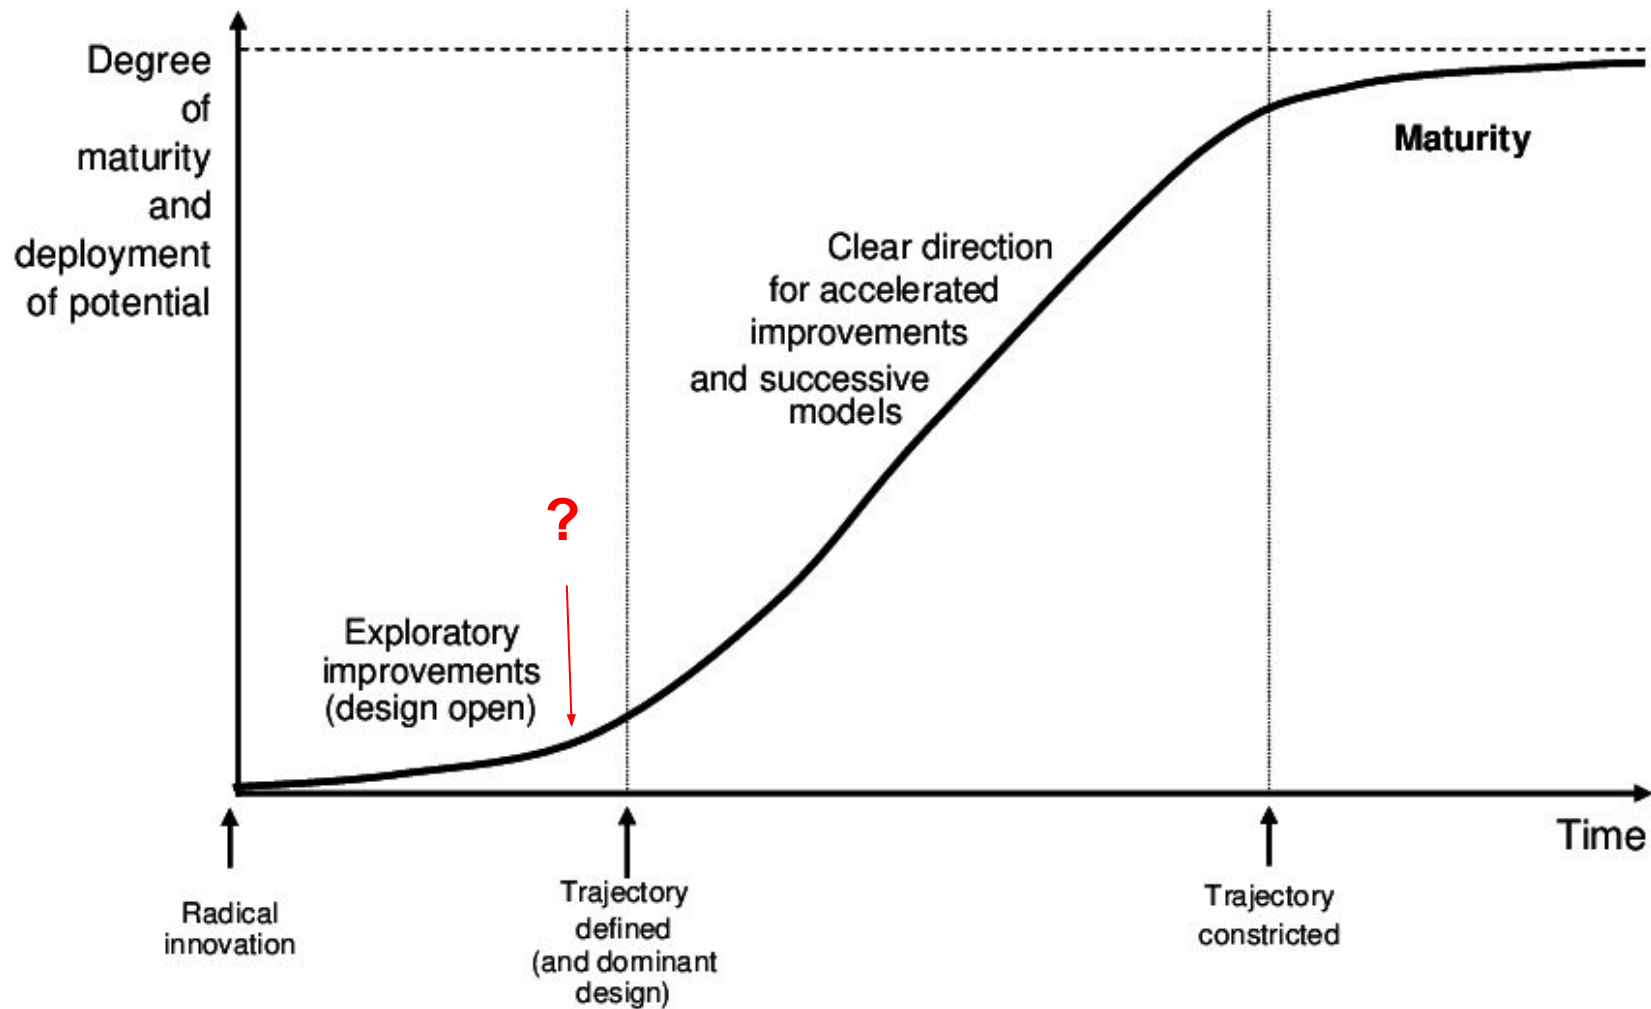 Degree
of
maturity
and
deployment
of potential
Maturity
Clear direction
for accelerated
improvements
and successive
models
?
Exploratory
improvements
(design open)
Time
Radical
innovation
Trajectory
defined
(and dominant
design)
Trajectory
constricted